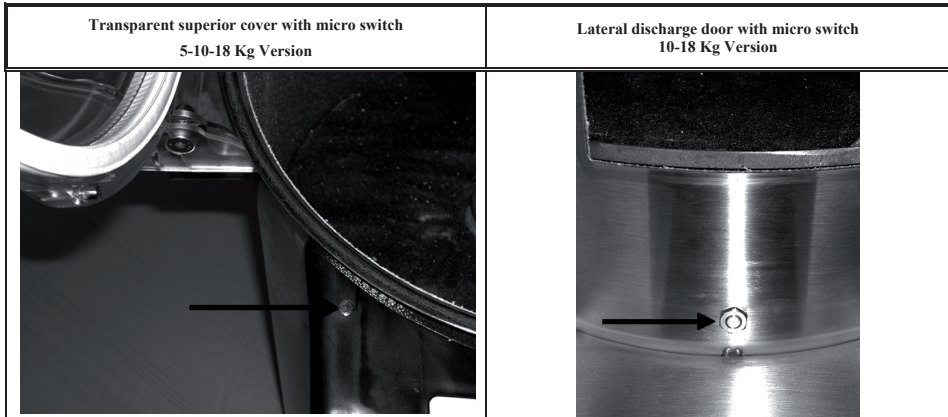 Transparent superior cover with micro switch
5-10-18 Kg Version
Lateral discharge door with micro switch
10-18 Kg Version